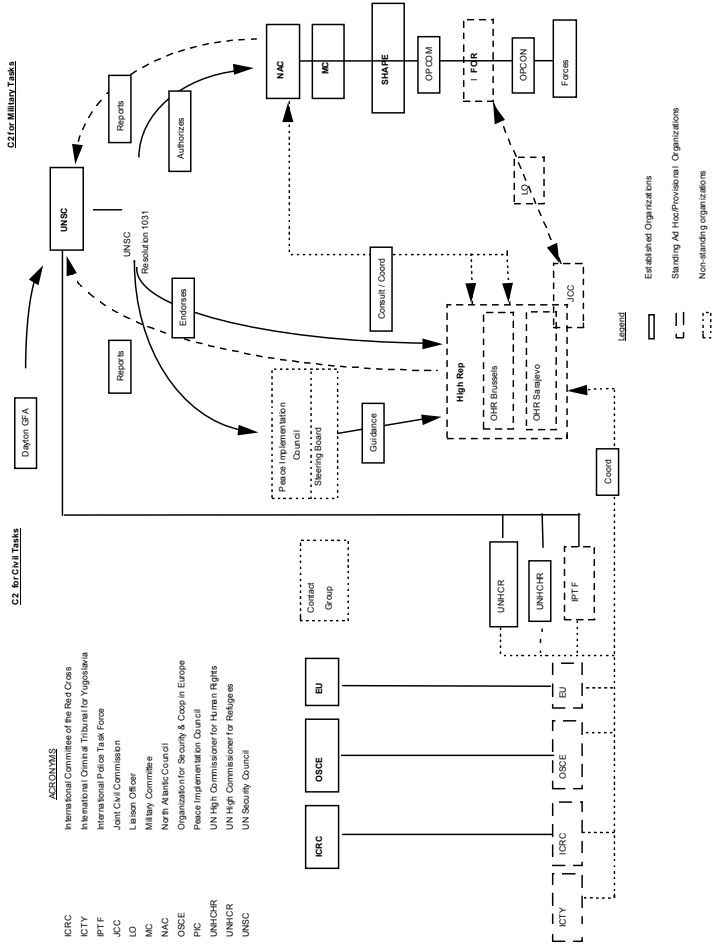 C2 for Civil Tasks
C2 for Military Tasks
ACRONYMS
ICRC International Committee of the Red Cross
ICTY International Criminal Tribunal for Yugoslavia
IPTF International Police Task Force
JCC Joint Civil Commission
LO Liaison Officer
MC Military Committee
NAC North Atlantic Council
OSCE Organization for Security & Coop in Europe
PIC Peace Implementation Council
UNHCHR UN High Commissioner for Human Rights
UNHCR UN High Commissioner for Refugees
UNSC UN Security Council
Dayton GFA
UNSC
UNSC
Resolution 1031
Reports
Authorizes
Reports
Endorses
NAC
MC
SHAPE
OPCOM
I FOR
OPCON
Forces
LO
Consult / Coord
Peace Implementation
Council
Steering Board
Guidance
High Rep
OHR Brussels
OHR Sarajevo
JCC
Contact
Group
UNHCR
UNHCHR
IPTF
Coord
ICRC
OSCE
EU
ICTY
ICRC
OSCE
EU
Legend
Established Organizations
Standing Ad Hoc/Provisional Organizations
Non-standing organizations